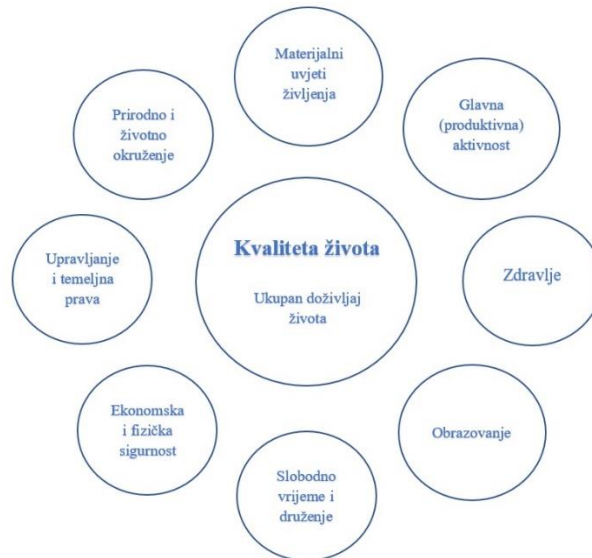 Materijalni
uvjeti
življenja
Glavna
(produktivna)
aktivnost
Zdravlje
Obrazovanje
Slobodno
vrijeme i
druženje
Ekonomska
i fizička
sigurnost
Upravljanje
i temeljna
prava
Prirodno i
životno
okruženje
Kvaliteta života
Ukupan doživljaj
života